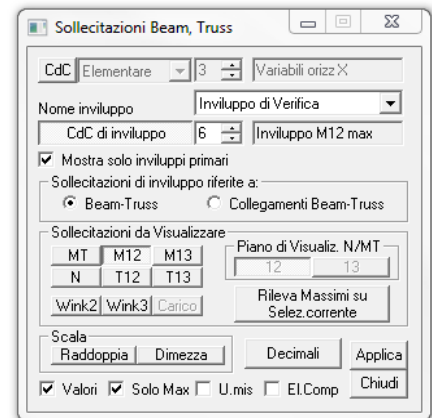 Sollecitazioni Beam, Truss
CdC Elementare 3 Variabili orizz X
Nome inviluppo Inviluppo di Verifica
CdC di inviluppo 6 Inviluppo M12 max
Mostra solo inviluppi primari
Sollecitazioni di inviluppo riferite a:
Beam-Truss Collegamenti Beam-Truss
Sollecitazioni da Visualizzare
MT M12 M13
Piano di Visualiz. N/MT
N T12 T13
12 13
Wink2 Wink3 Carico
Rileva Massimi su
Selez.corrente
Scala
Raddoppia Dimezza
Decimali
Applica
Valori Solo Max U.mis El.Comp
Chiudi